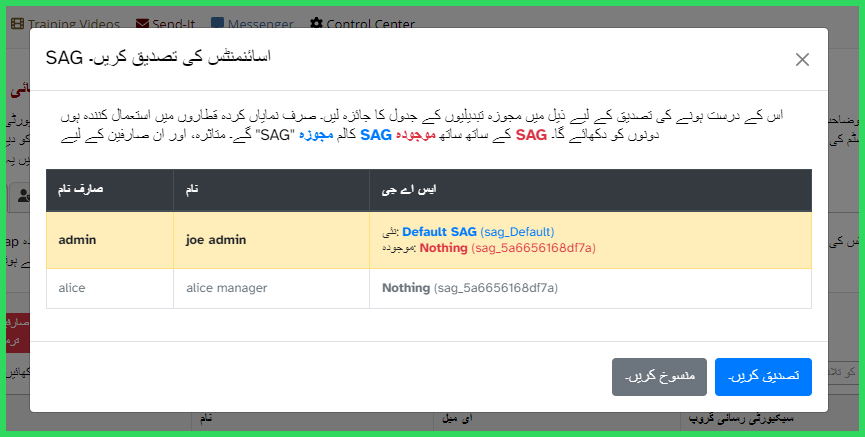 Training Videos Send-It Messenger Control Center
SAG اسائنمنٹس کی تصدیق کریں۔
×
اس کے درست ہونے کی تصدیق کے لیے ذیل میں مجوزہ تبدیلیوں کے جدول کا جائزہ لیں۔ صرف نمایاں کردہ قطاروں میں استعمال کنندہ ہوں
گے۔ متاثرہ، اور ان صارفین کے لیے "SAG" کالم مجوزہ SAG کے ساتھ ساتھ موجودہ SAG دونوں کو دکھائے گا۔
صارف نام نام ایس اے جی
admin joe admin نئی: Default SAG (sag_Default)
موجودہ: Nothing (sag_5a6656168df7a)
alice alice manager Nothing (sag_5a6656168df7a)
منسوخ کریں۔ تصدیق کریں۔
نام ای میل سیکیورٹی رسائی گروپ